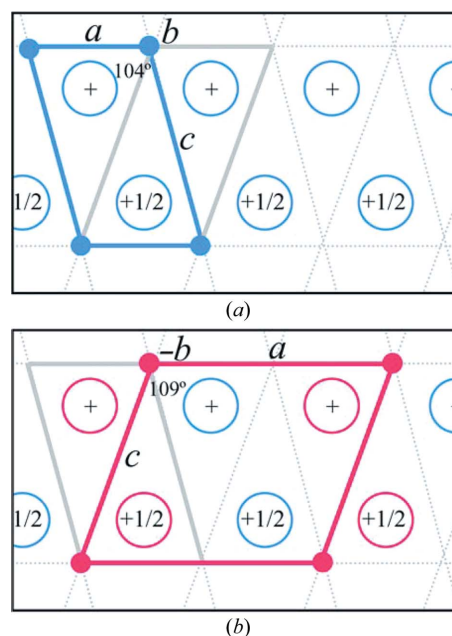 a b
104º
+ + +
c
1/2 +1/2 +1/2 +1/2
(a)
–b a
109º
+ + +
c
1/2 +1/2 +1/2 +1/2
(b)